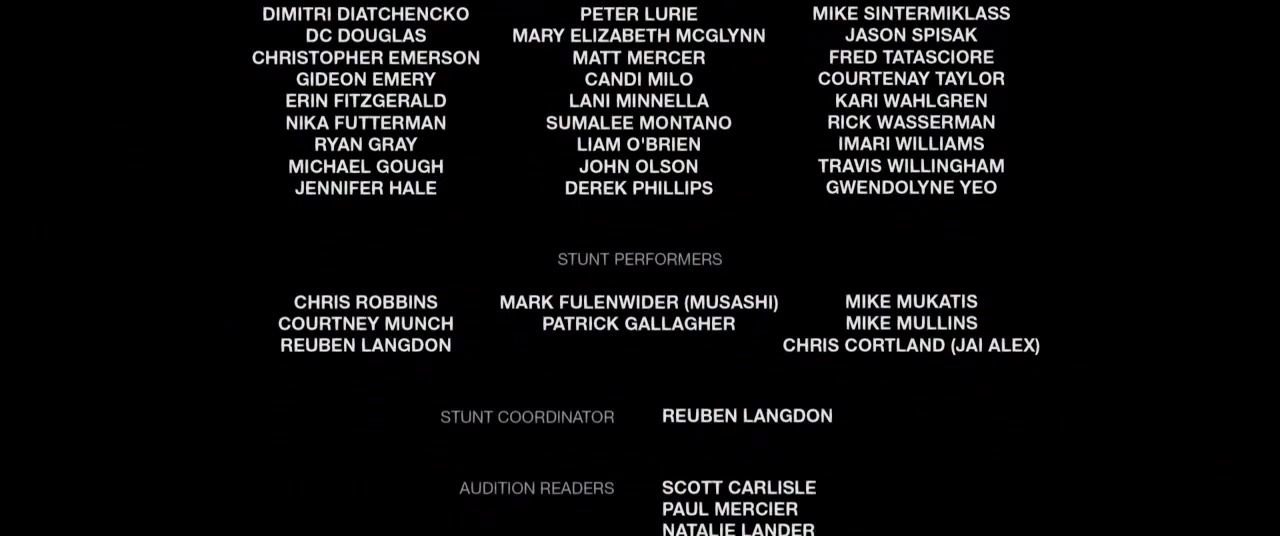 DIMITRI DIATCHENCKO PETER LURIE MIKE SINTERMIKLASS
DC DOUGLAS MARY ELIZABETH MCGLYNN JASON SPISAK
CHRISTOPHER EMERSON MATT MERCER FRED TATASCIORE
GIDEON EMERY CANDI MILO COURTENAY TAYLOR
ERIN FITZGERALD LANI MINNELLA KARI WAHLGREN
NIKA FUTTERMAN SUMALEE MONTANO RICK WASSERMAN
RYAN GRAY LIAM O'BRIEN IMARI WILLIAMS
MICHAEL GOUGH JOHN OLSON TRAVIS WILLINGHAM
JENNIFER HALE DEREK PHILLIPS GWENDOLYNE YEO
STUNT PERFORMERS
CHRIS ROBBINS MARK FULENWIDER (MUSASHI) MIKE MUKATIS
COURTNEY MUNCH PATRICK GALLAGHER MIKE MULLINS
REUBEN LANGDON CHRIS CORTLAND (JAI ALEX)
STUNT COORDINATOR REUBEN LANGDON
AUDITION READERS SCOTT CARLISLE
PAUL MERCIER
NATALIE LANDER